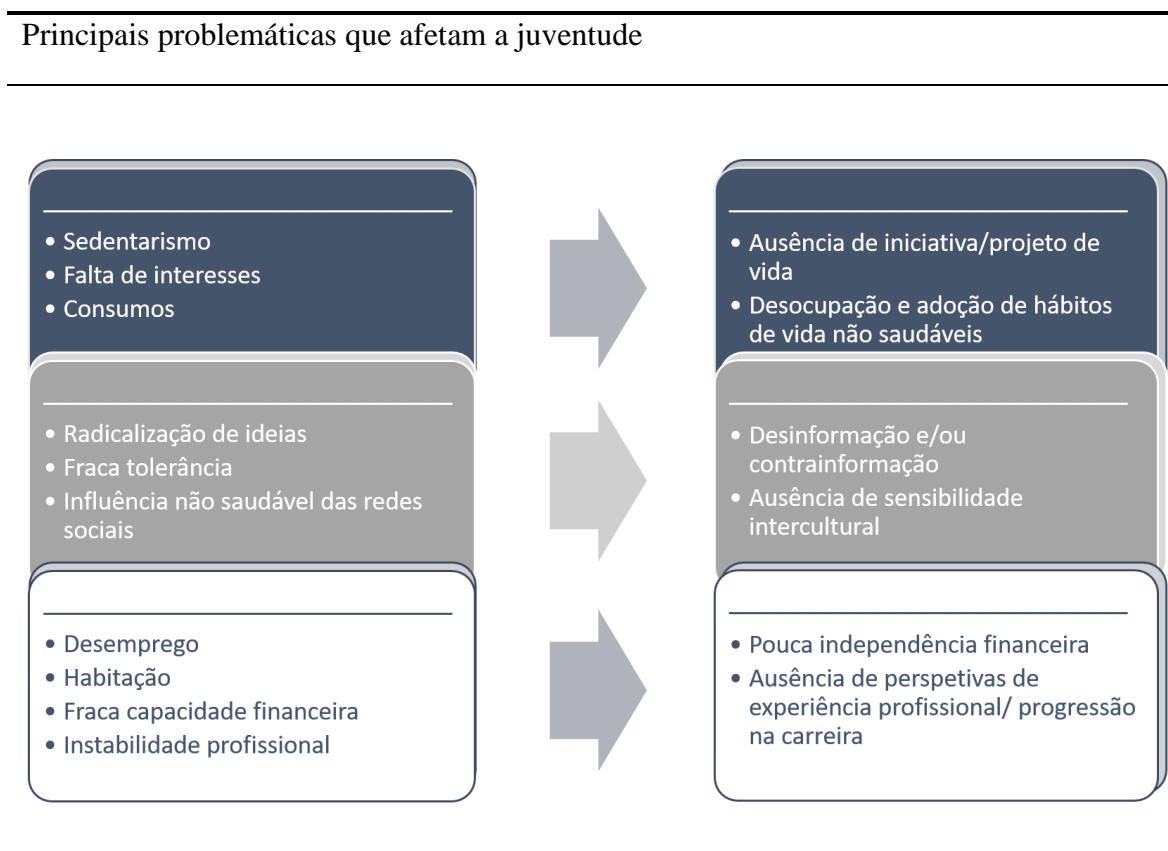 Principais problemáticas que afetam a juventude
• Sedentarismo
• Falta de interesses
• Consumos
• Ausência de iniciativa/projeto de
vida
• Desocupação e adoção de hábitos
de vida não saudáveis
• Radicalização de ideias
• Fraca tolerância
• Influência não saudável das redes
sociais
• Desinformação e/ou
contrainformação
• Ausência de sensibilidade
intercultural
• Desemprego
• Habitação
• Fraca capacidade financeira
• Instabilidade profissional
• Pouca independência financeira
• Ausência de perspetivas de
experiência profissional/ progressão
na carreira